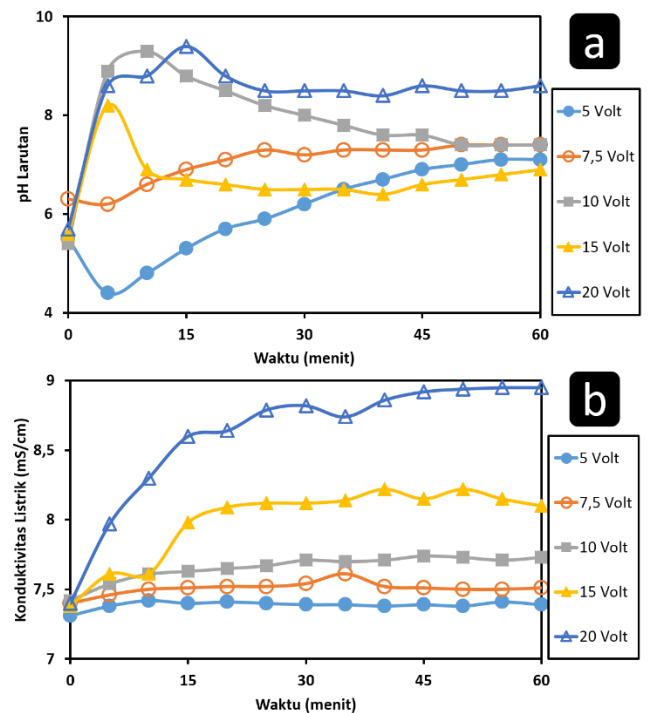 a
10
8
6
4
pH Larutan
0
15
30
45
60
Waktu (menit)
5 Volt
7,5 Volt
10 Volt
15 Volt
20 Volt
b
9
8,5
8
7,5
7
Konduktivitas Listrik (mS/cm)
0
15
30
45
60
Waktu (menit)
5 Volt
7,5 Volt
10 Volt
15 Volt
20 Volt